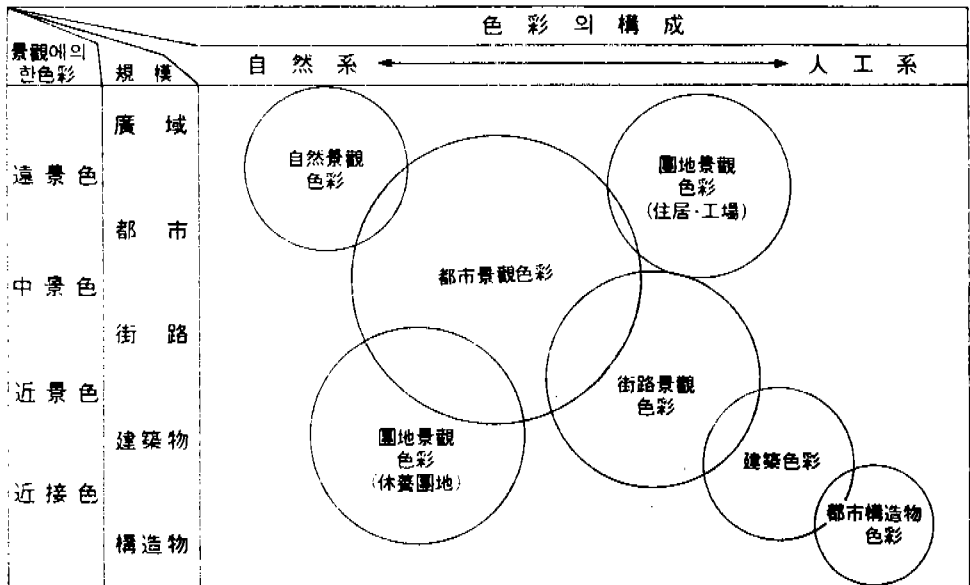 色彩의 構成
景觀에의
한色彩
規模
自然系
人工系
廣域
遠景色
都市
中景色
街路
近景色
建築物
近接色
構造物
自然景觀
色彩
團地景觀
色彩
(住居·工場)
都市景觀色彩
街路景觀
色彩
團地景觀
色彩
(休養團地)
建築色彩
都市構造物
色彩